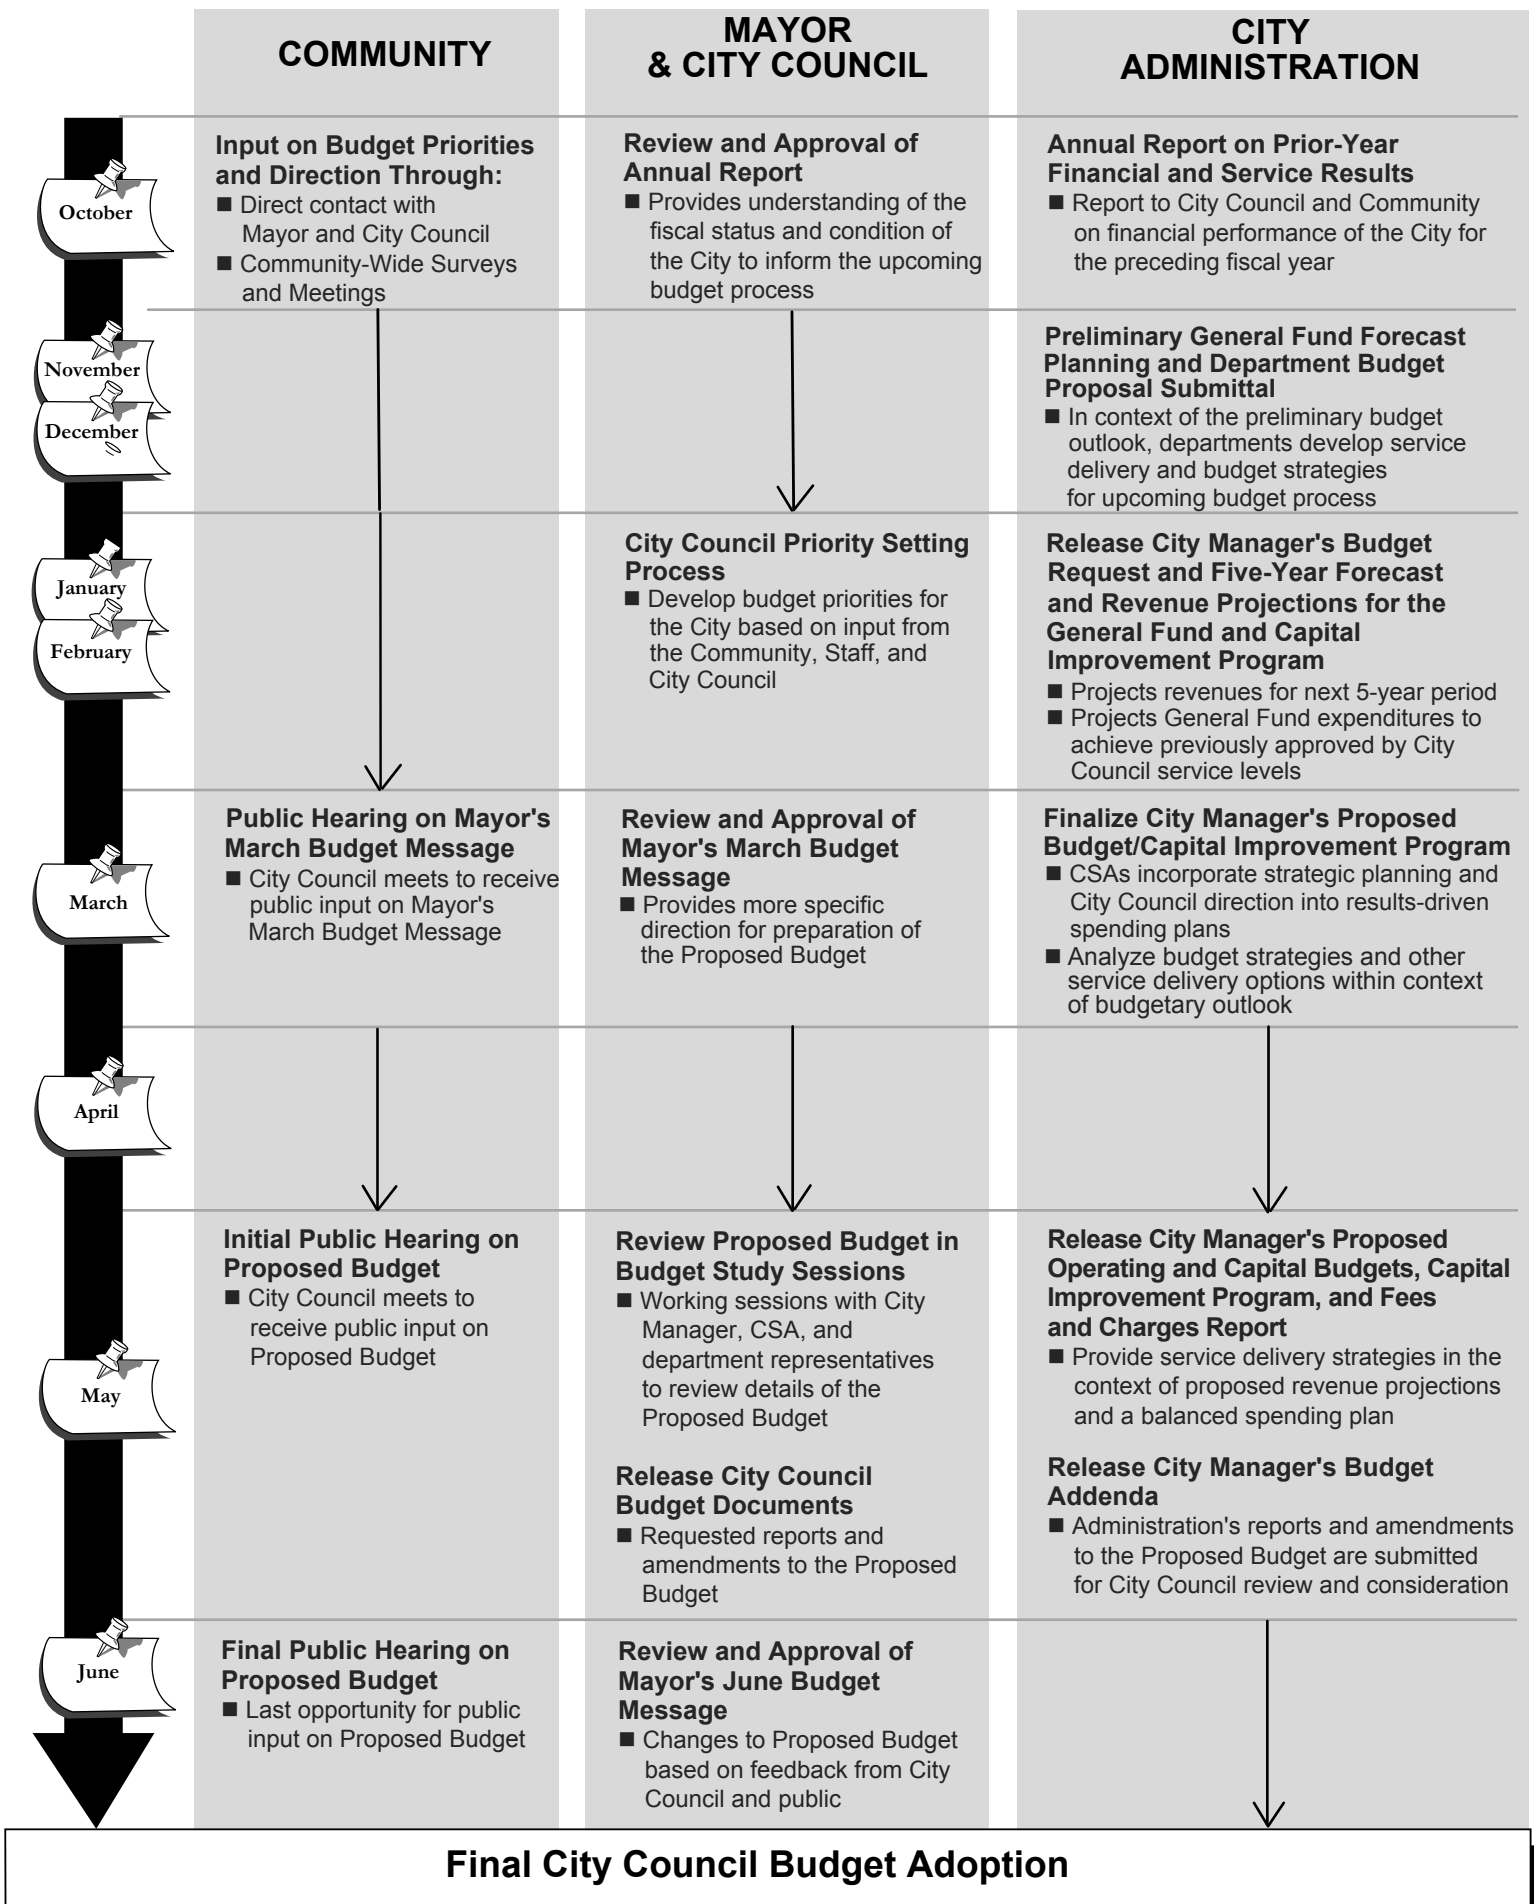 COMMUNITY
MAYOR
& CITY COUNCIL
CITY
ADMINISTRATION
October
Input on Budget Priorities
and Direction Through:
■ Direct contact with
Mayor and City Council
■ Community-Wide Surveys
and Meetings
Review and Approval of
Annual Report
■ Provides understanding of the
fiscal status and condition of
the City to inform the upcoming
budget process
Annual Report on Prior-Year
Financial and Service Results
■ Report to City Council and Community
on financial performance of the City for
the preceding fiscal year
November
December
Preliminary General Fund Forecast
Planning and Department Budget
Proposal Submittal
■ In context of the preliminary budget
outlook, departments develop service
delivery and budget strategies
for upcoming budget process
January
February
City Council Priority Setting
Process
■ Develop budget priorities for
the City based on input from
the Community, Staff, and
City Council
Release City Manager's Budget
Request and Five-Year Forecast
and Revenue Projections for the
General Fund and Capital
Improvement Program
■ Projects revenues for next 5-year period
■ Projects General Fund expenditures to
achieve previously approved by City
Council service levels
March
Public Hearing on Mayor's
March Budget Message
■ City Council meets to receive
public input on Mayor's
March Budget Message
Review and Approval of
Mayor's March Budget
Message
■ Provides more specific
direction for preparation of
the Proposed Budget
Finalize City Manager's Proposed
Budget/Capital Improvement Program
■ CSAs incorporate strategic planning and
City Council direction into results-driven
spending plans
■ Analyze budget strategies and other
service delivery options within context
of budgetary outlook
April
May
Initial Public Hearing on
Proposed Budget
■ City Council meets to
receive public input on
Proposed Budget
Review Proposed Budget in
Budget Study Sessions
■ Working sessions with City
Manager, CSA, and
department representatives
to review details of the
Proposed Budget
Release City Council
Budget Documents
■ Requested reports and
amendments to the Proposed
Budget
Release City Manager's Proposed
Operating and Capital Budgets, Capital
Improvement Program, and Fees
and Charges Report
■ Provide service delivery strategies in the
context of proposed revenue projections
and a balanced spending plan
Release City Manager's Budget
Addenda
■ Administration's reports and amendments
to the Proposed Budget are submitted
for City Council review and consideration
June
Final Public Hearing on
Proposed Budget
■ Last opportunity for public
input on Proposed Budget
Review and Approval of
Mayor's June Budget
Message
■ Changes to Proposed Budget
based on feedback from City
Council and public
Final City Council Budget Adoption